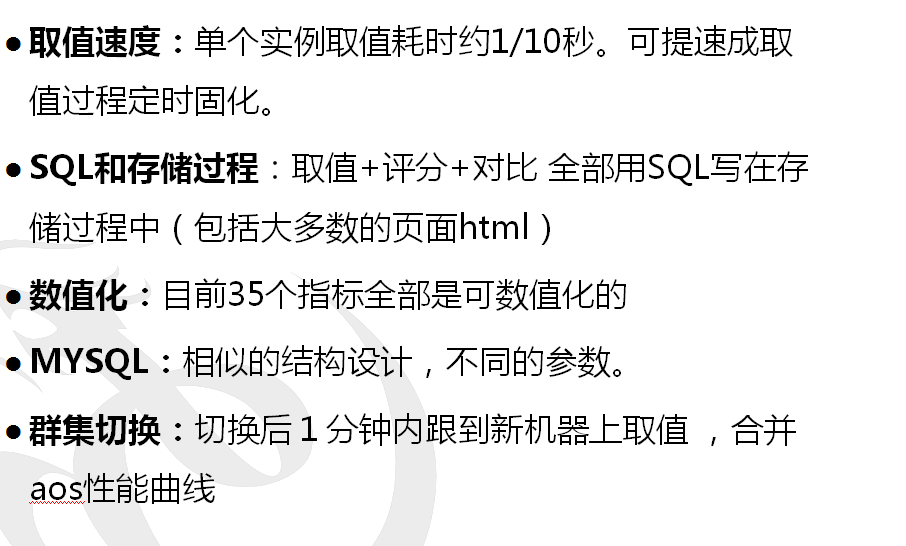 ●取值速度：单个实例取值耗时约1/10秒。可提速成取
值过程定时固化。
●SQL和存储过程：取值+评分+对比 全部用SQL写在存
储过程中（包括大多数的页面html）
●数值化：目前35个指标全部是可数值化的
●MYSQL：相似的结构设计，不同的参数。
●群集切换：切换后１分钟内跟到新机器上取值 ，合并
aos性能曲线